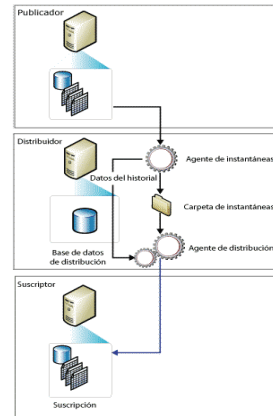 Publicador
Distribuidor
Agente de instantáneas
Datos del historial
Carpeta de instantáneas
Base de datos
de distribución
Agente de distribución
Suscriptor
Suscripción